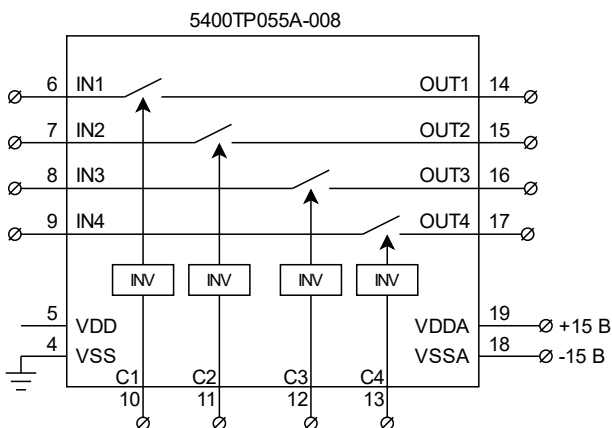 5400TP055A-008
6 IN1 OUT1 14
7 IN2 OUT2 15
8 IN3 OUT3 16
9 IN4 OUT4 17
INV INV INV INV
5 VDD VDDA 19 +15 В
4 VSS VSSA 18 -15 В
C1 C2 C3 C4
10 11 12 13